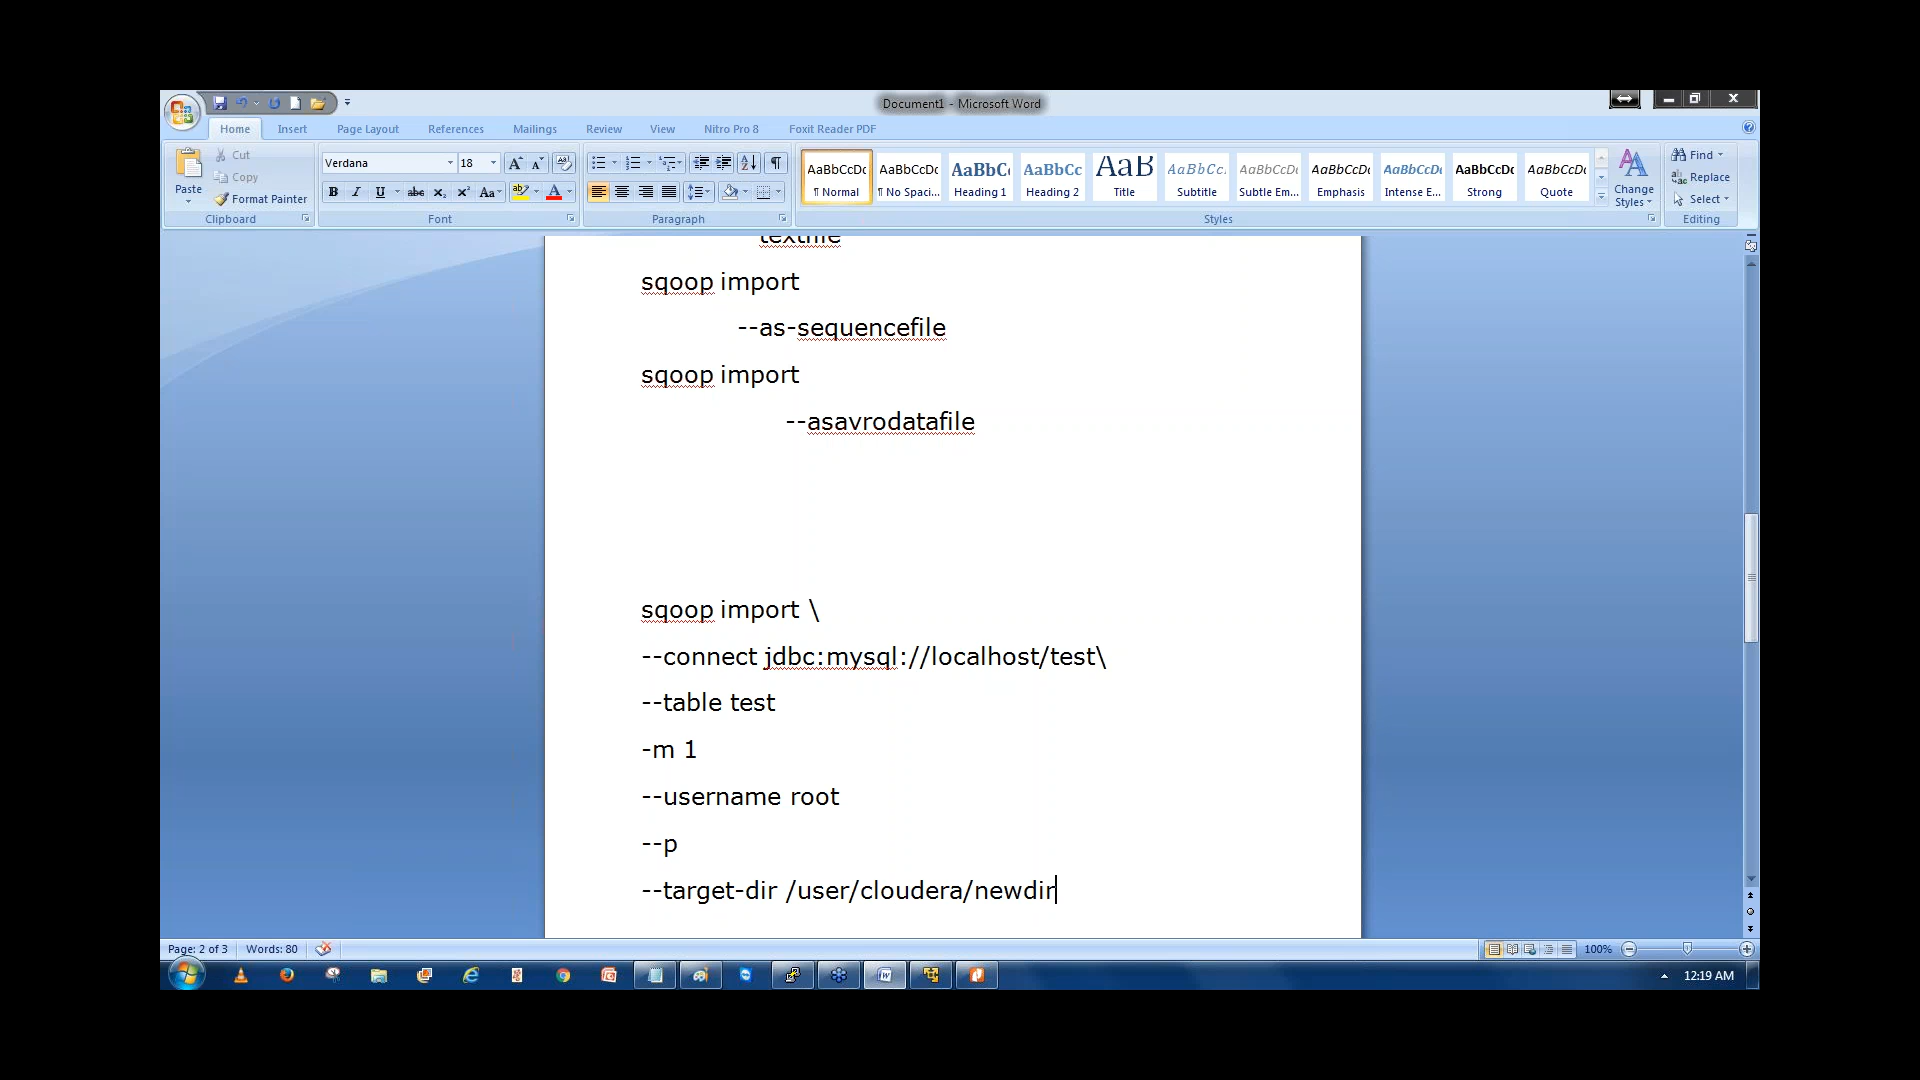 Document1 - Microsoft Word
Home Insert Page Layout References Mailings Review View Nitro Pro 8 Foxit Reader PDF
Paste
Cut
Copy
Format Painter
Clipboard
Verdana 18
Font
Paragraph
AaBbCcDc AaBbCcDc AaBbC AaBbCc AaB AaBbCc. AaBbCcDc AaBbCcDc AaBbCcDc AaBbCcDc AaBbCcDc
¶ Normal ¶ No Spaci... Heading 1 Heading 2 Title Subtitle Subtle Em... Emphasis Intense E... Strong Quote
Styles
Change Styles
Find
Replace
Select
Editing
textfile
sqoop import
--as-sequencefile
sqoop import
--asavrodatafile
sqoop import \
--connect jdbc:mysql://localhost/test\
--table test
-m 1
--username root
--p
--target-dir /user/cloudera/newdir
Page: 2 of 3 Words: 80 100%
12:19 AM